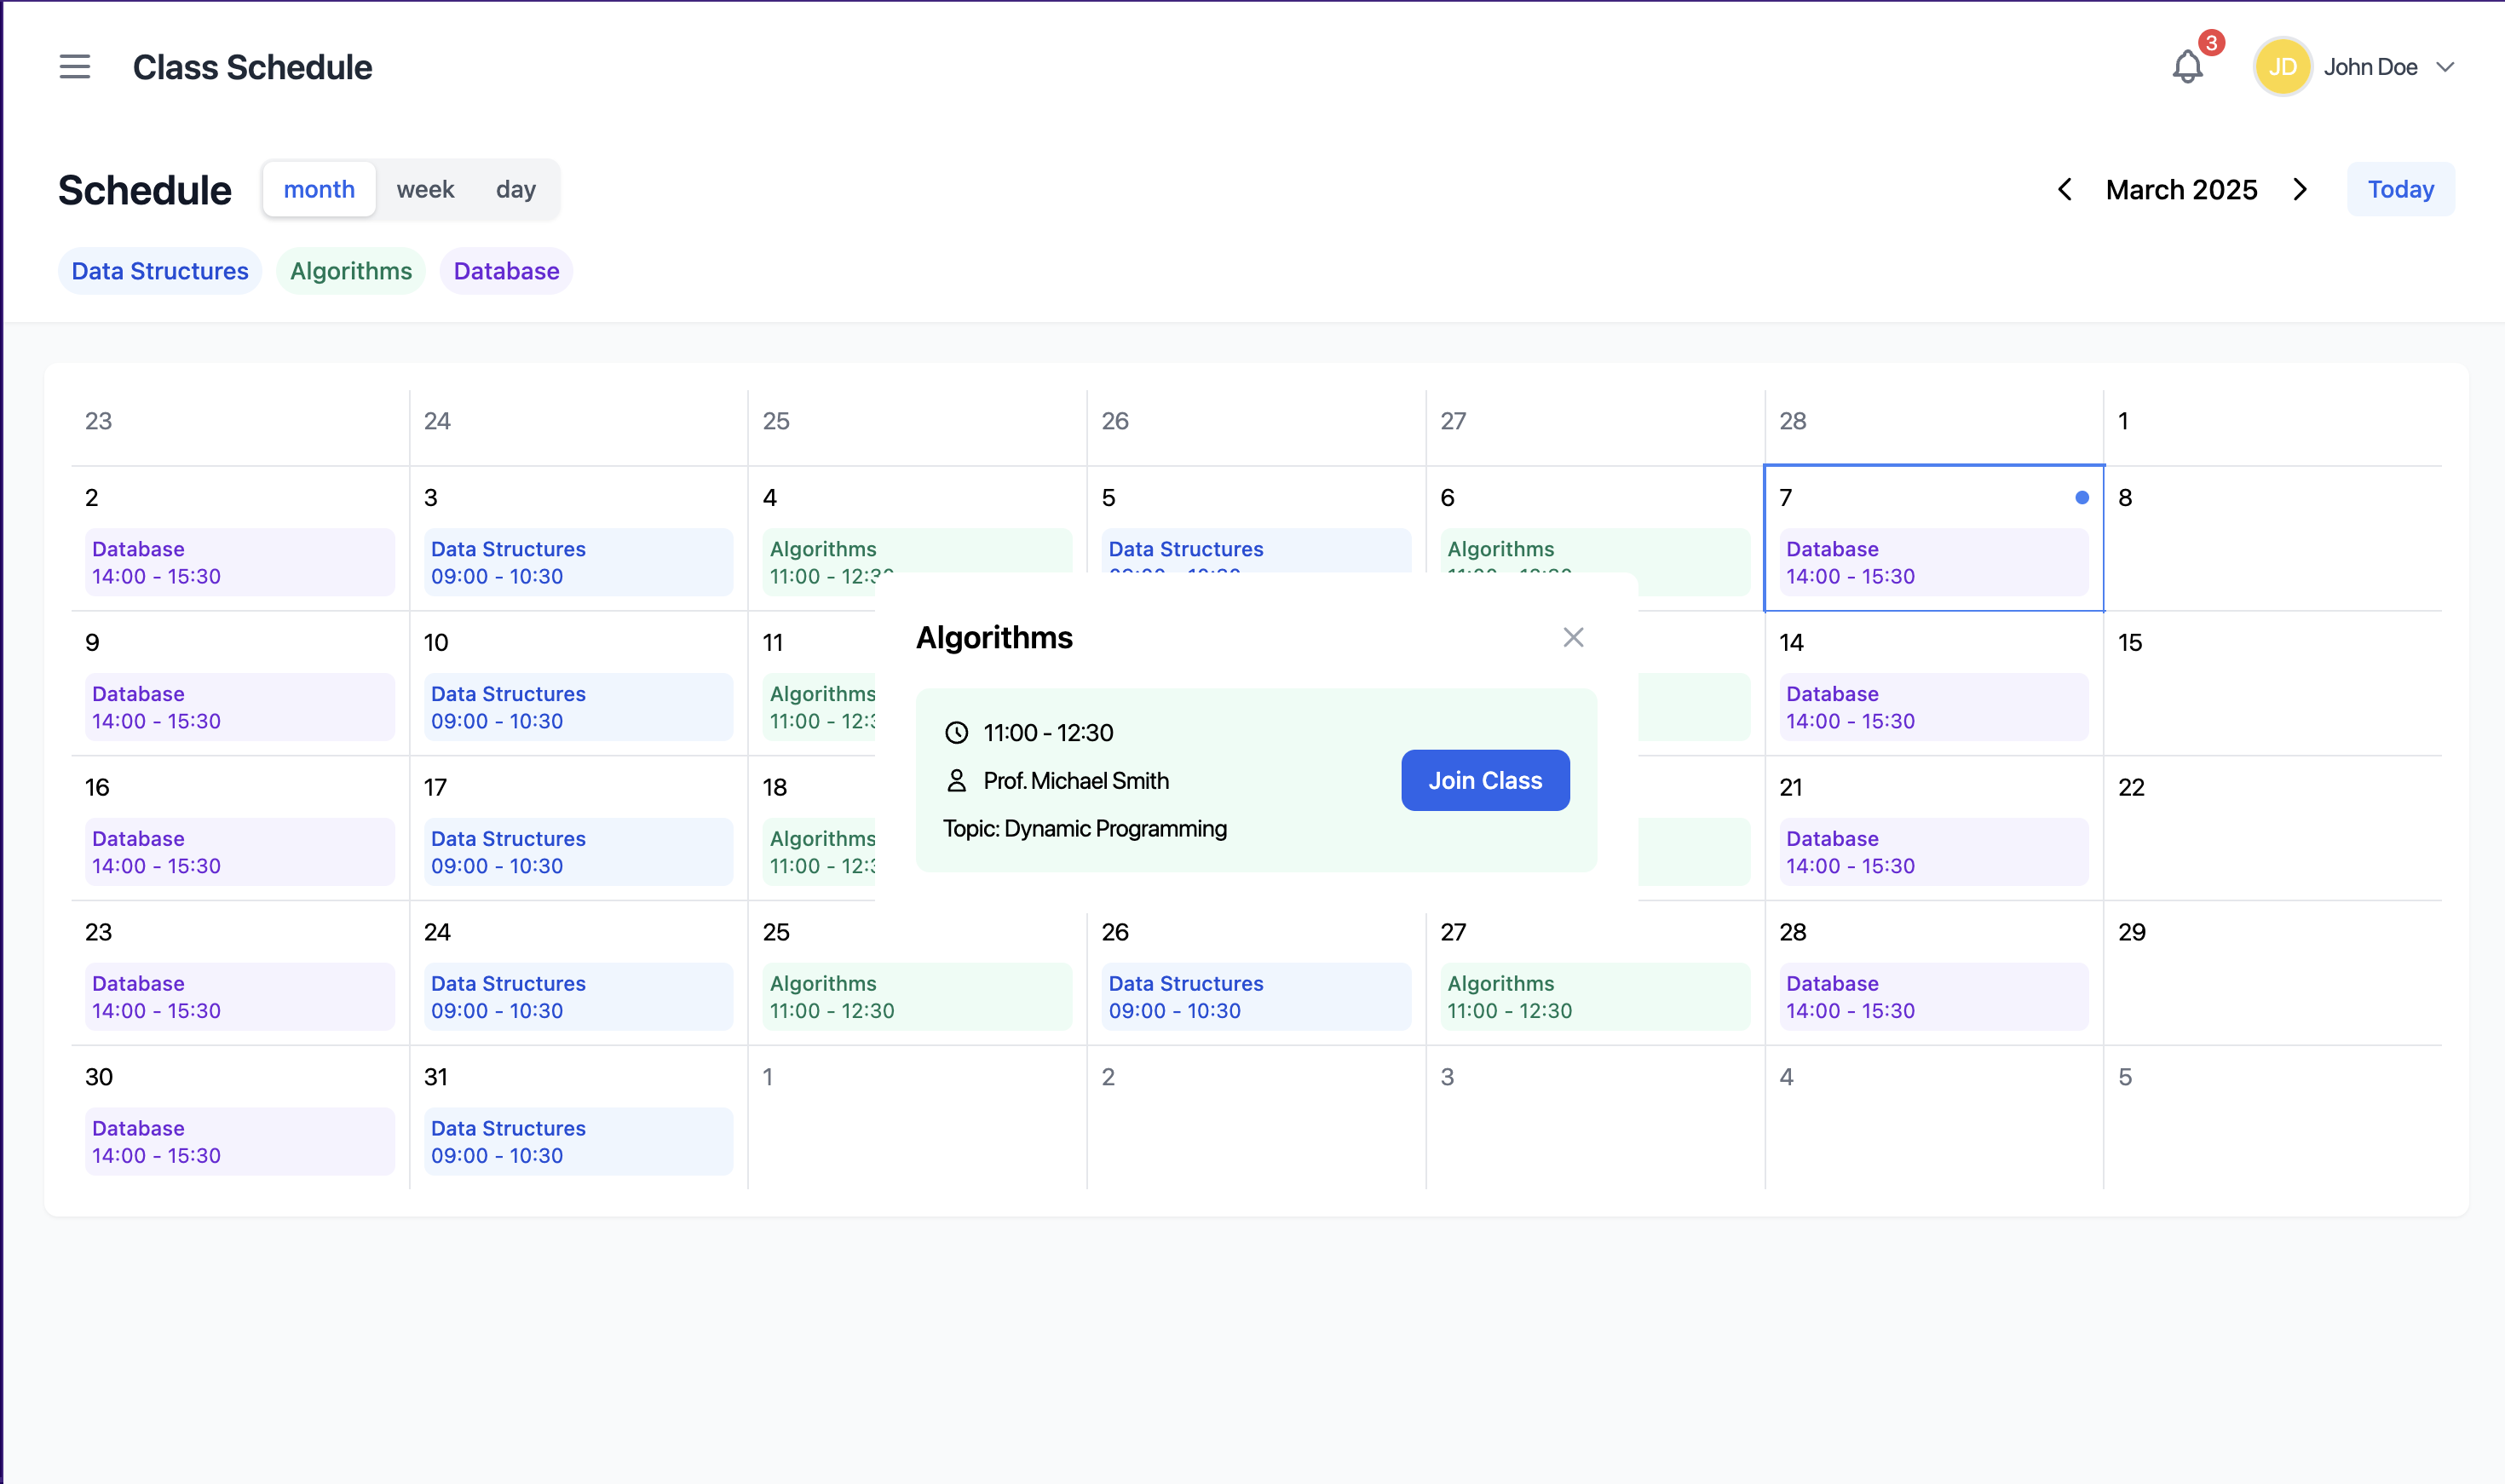 Class Schedule
3
JD
John Doe
Schedule
month
week
day
March 2025
Today
Data Structures
Algorithms
Database
23
24
25
26
27
28
1
2
3
4
5
6
7
8
Database
Data Structures
Algorithms
Data Structures
Algorithms
Database
14:00 - 15:30
09:00 - 10:30
11:00 - 12:30
14:00 - 15:30
9
10
11
14
15
Database
Data Structures
Algorithms
Database
14:00 - 15:30
09:00 - 10:30
11:00 - 12:3
14:00 - 15:30
16
17
18
21
22
Database
Data Structures
Algorithms
Database
14:00 - 15:30
09:00 - 10:30
11:00 - 12:3
14:00 - 15:30
Algorithms
11:00 - 12:30
Prof. Michael Smith
Join Class
Topic: Dynamic Programming
23
24
25
26
27
28
29
Database
Data Structures
Algorithms
Data Structures
Algorithms
Database
14:00 - 15:30
09:00 - 10:30
11:00 - 12:30
09:00 - 10:30
11:00 - 12:30
14:00 - 15:30
30
31
1
2
3
4
5
Database
Data Structures
14:00 - 15:30
09:00 - 10:30